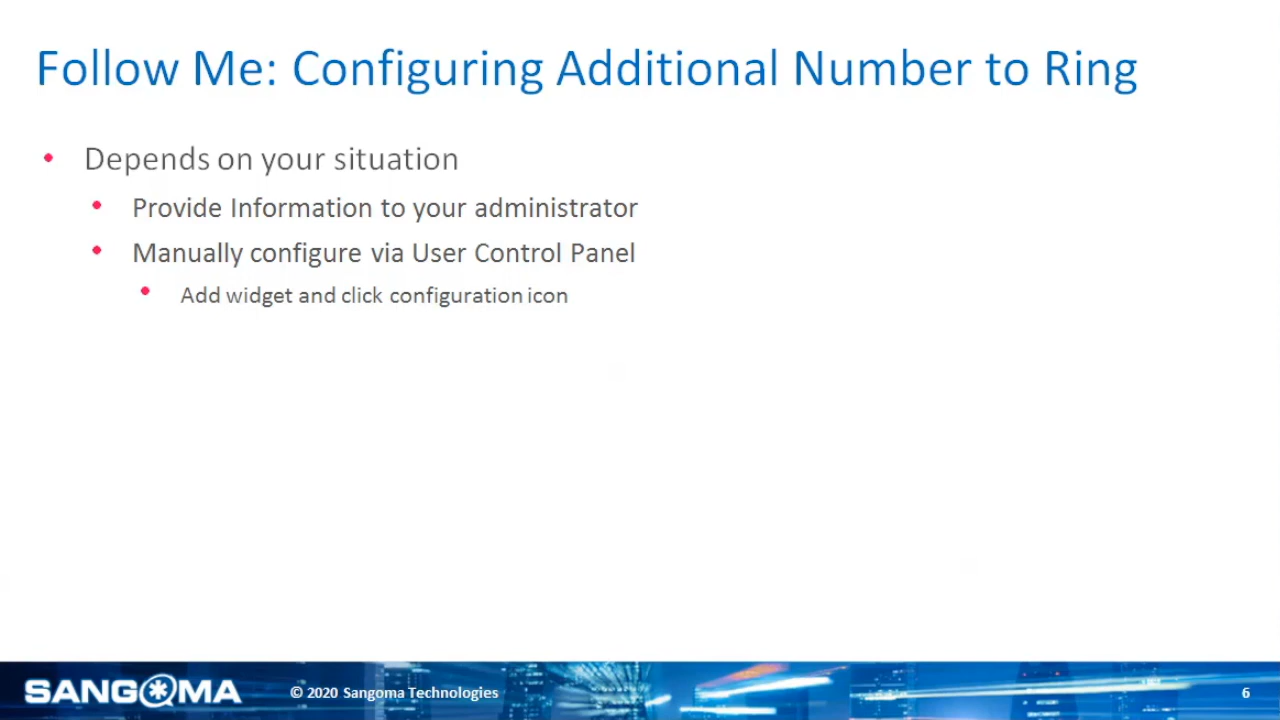 Follow Me: Configuring Additional Number to Ring
• Depends on your situation
• Provide Information to your administrator
• Manually configure via User Control Panel
• Add widget and click configuration icon
SANGOMA
© 2020 Sangoma Technologies
6